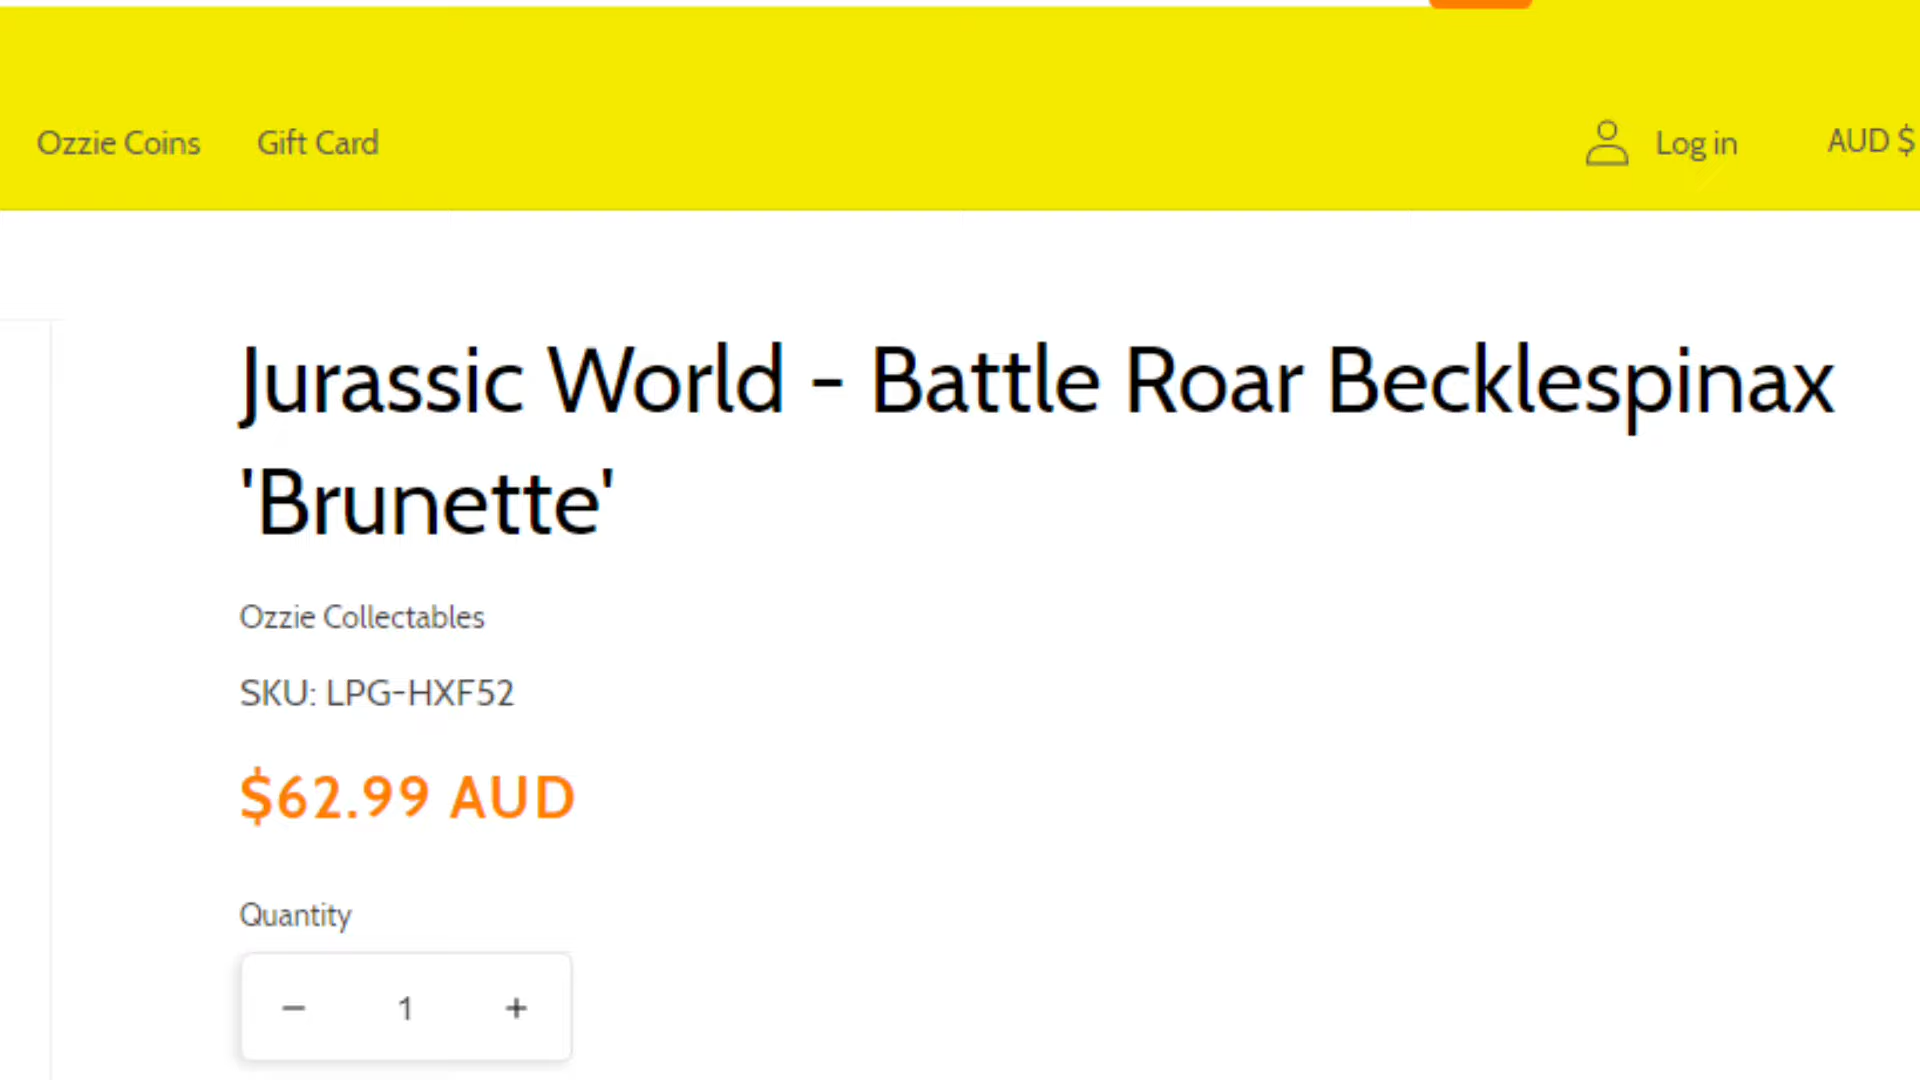 Ozzie Coins Gift Card Log in AUD $
Jurassic World - Battle Roar Becklespinax
'Brunette'
Ozzie Collectables
SKU: LPG-HXF52
$62.99 AUD
Quantity
− 1 +